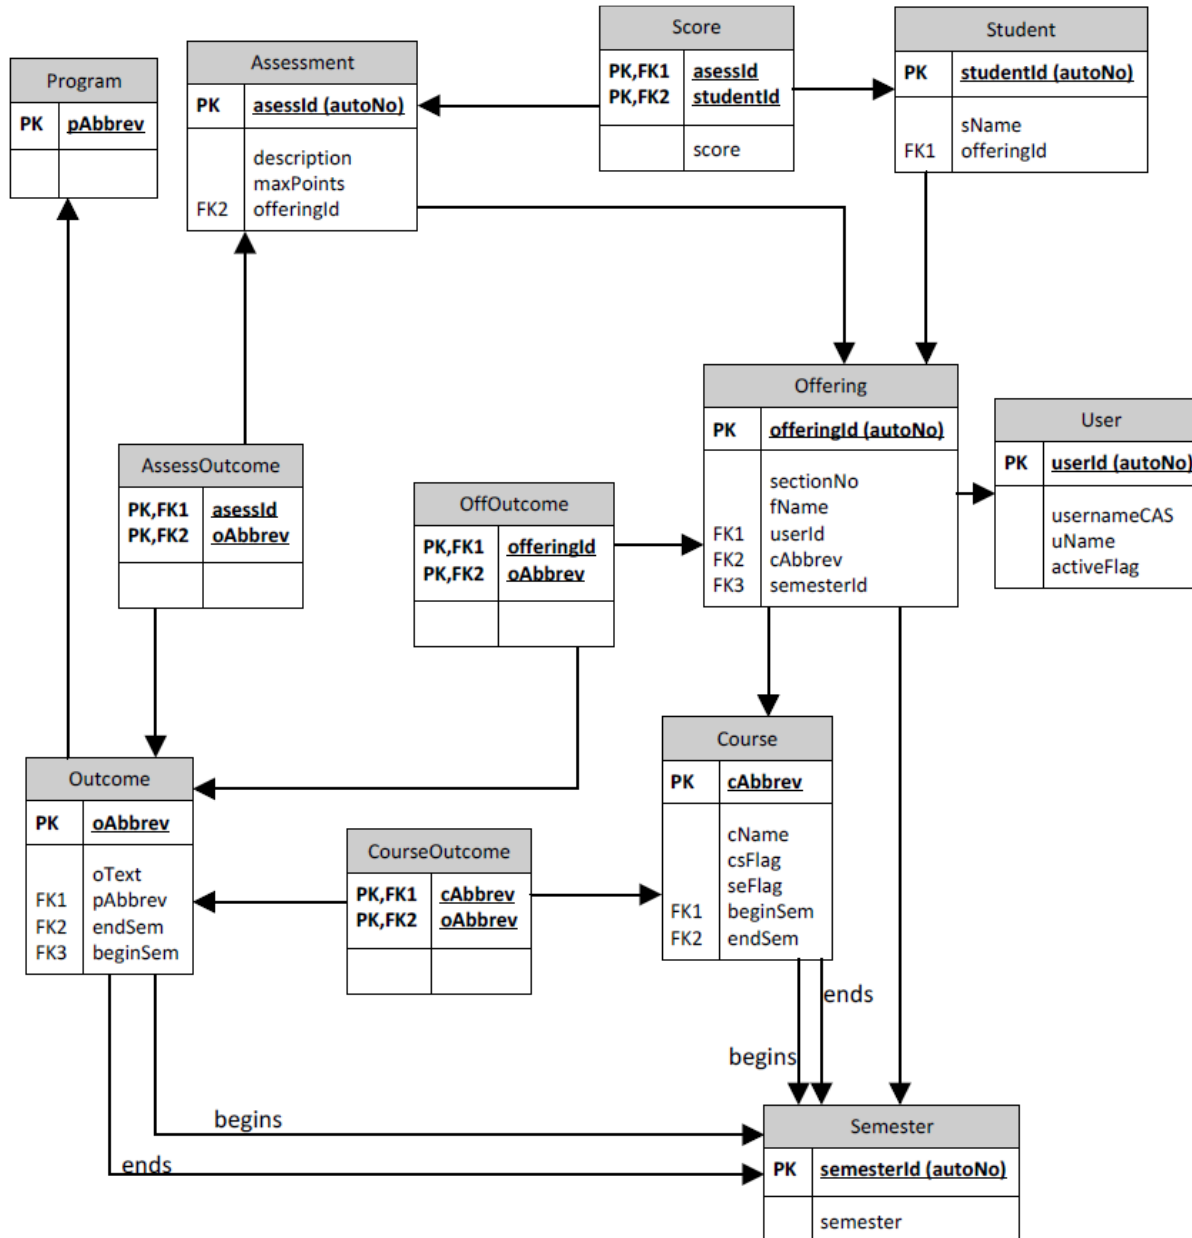 Program
PK pAbbrev
Assessment
PK asessId (autoNo)
description
maxPoints
FK2 offeringId
Score
PK,FK1 asessId
PK,FK2 studentId
score
Student
PK studentId (autoNo)
sName
FK1 offeringId
Offering
PK offeringId (autoNo)
sectionNo
fName
FK1 userId
FK2 cAbbrev
FK3 semesterId
User
PK userId (autoNo)
usernameCAS
uName
activeFlag
AssessOutcome
PK,FK1 asessId
PK,FK2 oAbbrev
OffOutcome
PK,FK1 offeringId
PK,FK2 oAbbrev
Outcome
PK oAbbrev
oText
FK1 pAbbrev
FK2 endSem
FK3 beginSem
CourseOutcome
PK,FK1 cAbbrev
PK,FK2 oAbbrev
Course
PK cAbbrev
cName
csFlag
seFlag
FK1 beginSem
FK2 endSem
ends
begins
begins
ends
Semester
PK semesterId (autoNo)
semester